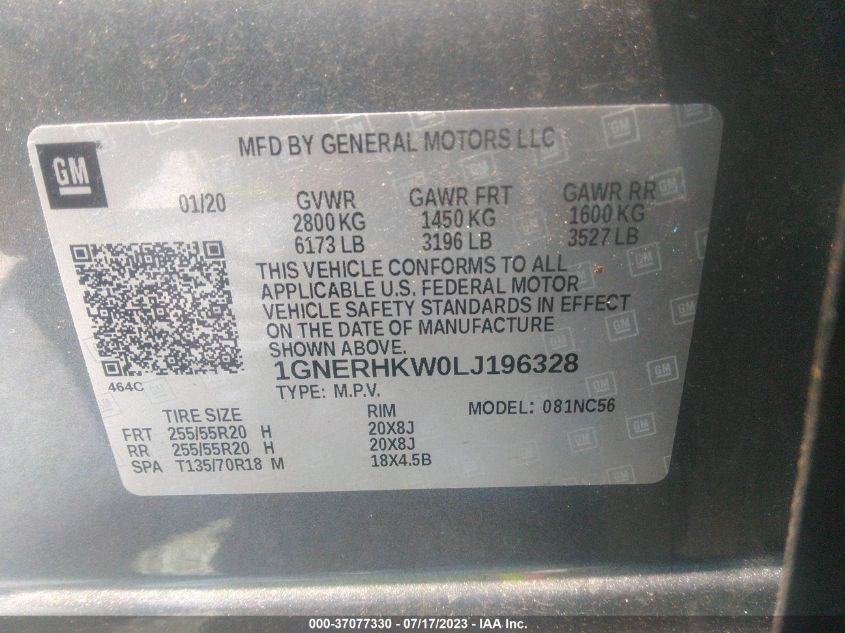 MFD BY GENERAL MOTORS LLC
GM
01/20 GVWR GAWR FRT GAWR RR
2800 KG 1450 KG 1600 KG
6173 LB 3196 LB 3527 LB
THIS VEHICLE CONFORMS TO ALL
APPLICABLE U.S. FEDERAL MOTOR
VEHICLE SAFETY STANDARDS IN EFFECT
ON THE DATE OF MANUFACTURE
SHOWN ABOVE.
1GNERHKW0LJ196328
464C
TYPE: M.P.V.
TIRE SIZE RIM MODEL: 081NC56
FRT 255/55R20 H 20X8J
RR 255/55R20 H 20X8J
SPA T135/70R18 M 18X4.5B
000-37077330 - 07/17/2023 - IAA Inc.